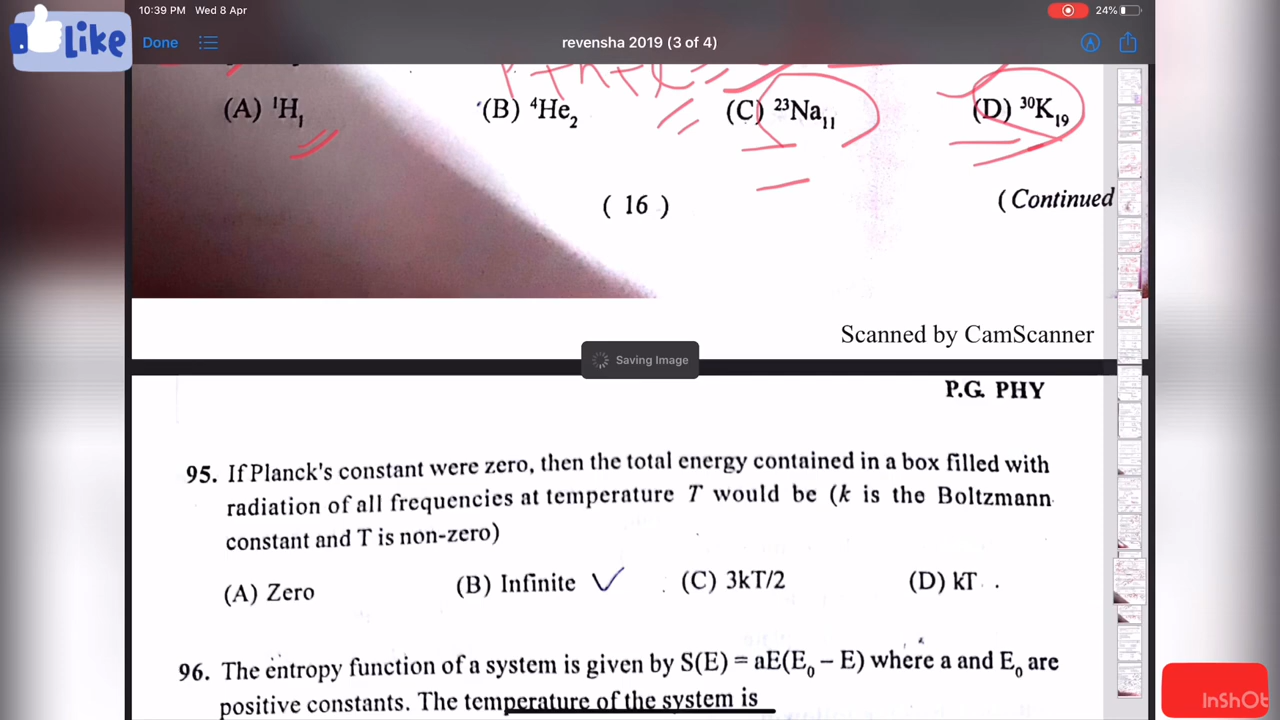 10:39 PM Wed 8 Apr
24%
Like
Done
revensha 2019 (3 of 4)
P+n+e
(A) ¹H₁
(B) ⁴He₂
(C) ²³Na₁₁
(D) ³⁰K₁₉
( 16 )
( Continued
Scanned by CamScanner
Saving Image
P.G. PHY
95. If Planck's constant were zero, then the total energy contained in a box filled with
radiation of all frequencies at temperature T would be (k is the Boltzmann
constant and T is non-zero)
(A) Zero
(B) Infinite
(C) 3kT/2
(D) kT
96. The entropy function of a system is given by S(E) = aE(E₀ – E) where a and E₀ are
positive constants. The temperature of the system is
InShOt